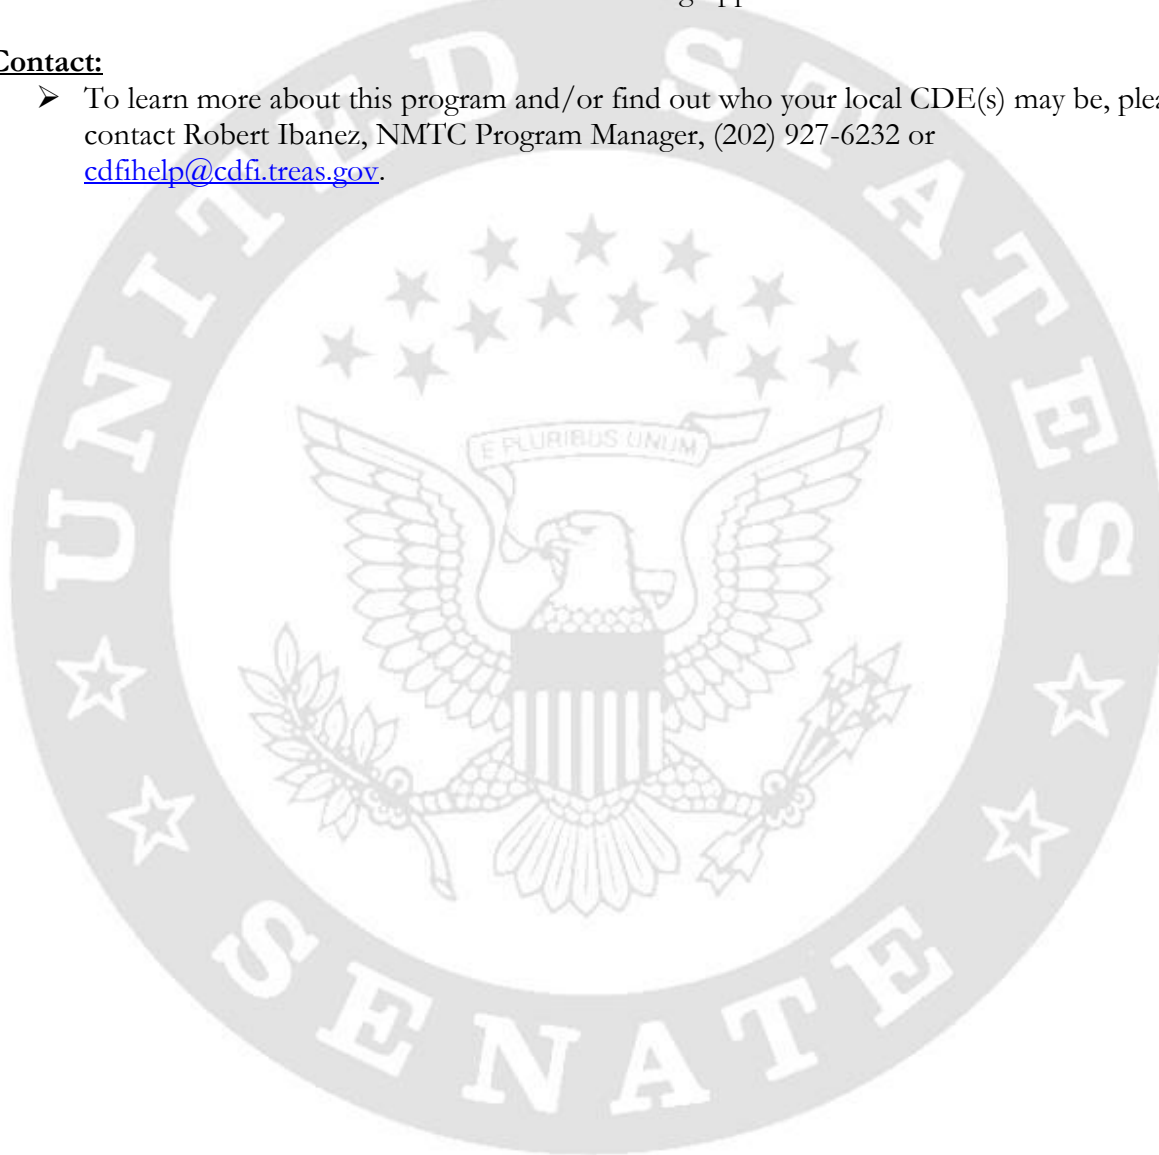 Contact:
➢ To learn more about this program and/or find out who your local CDE(s) may be, plea
contact Robert Ibanez, NMTC Program Manager, (202) 927-6232 or
cdfihelp@cdfi.treas.gov.
UNITED STATES
E PLURIBUS UNUM
SENATE